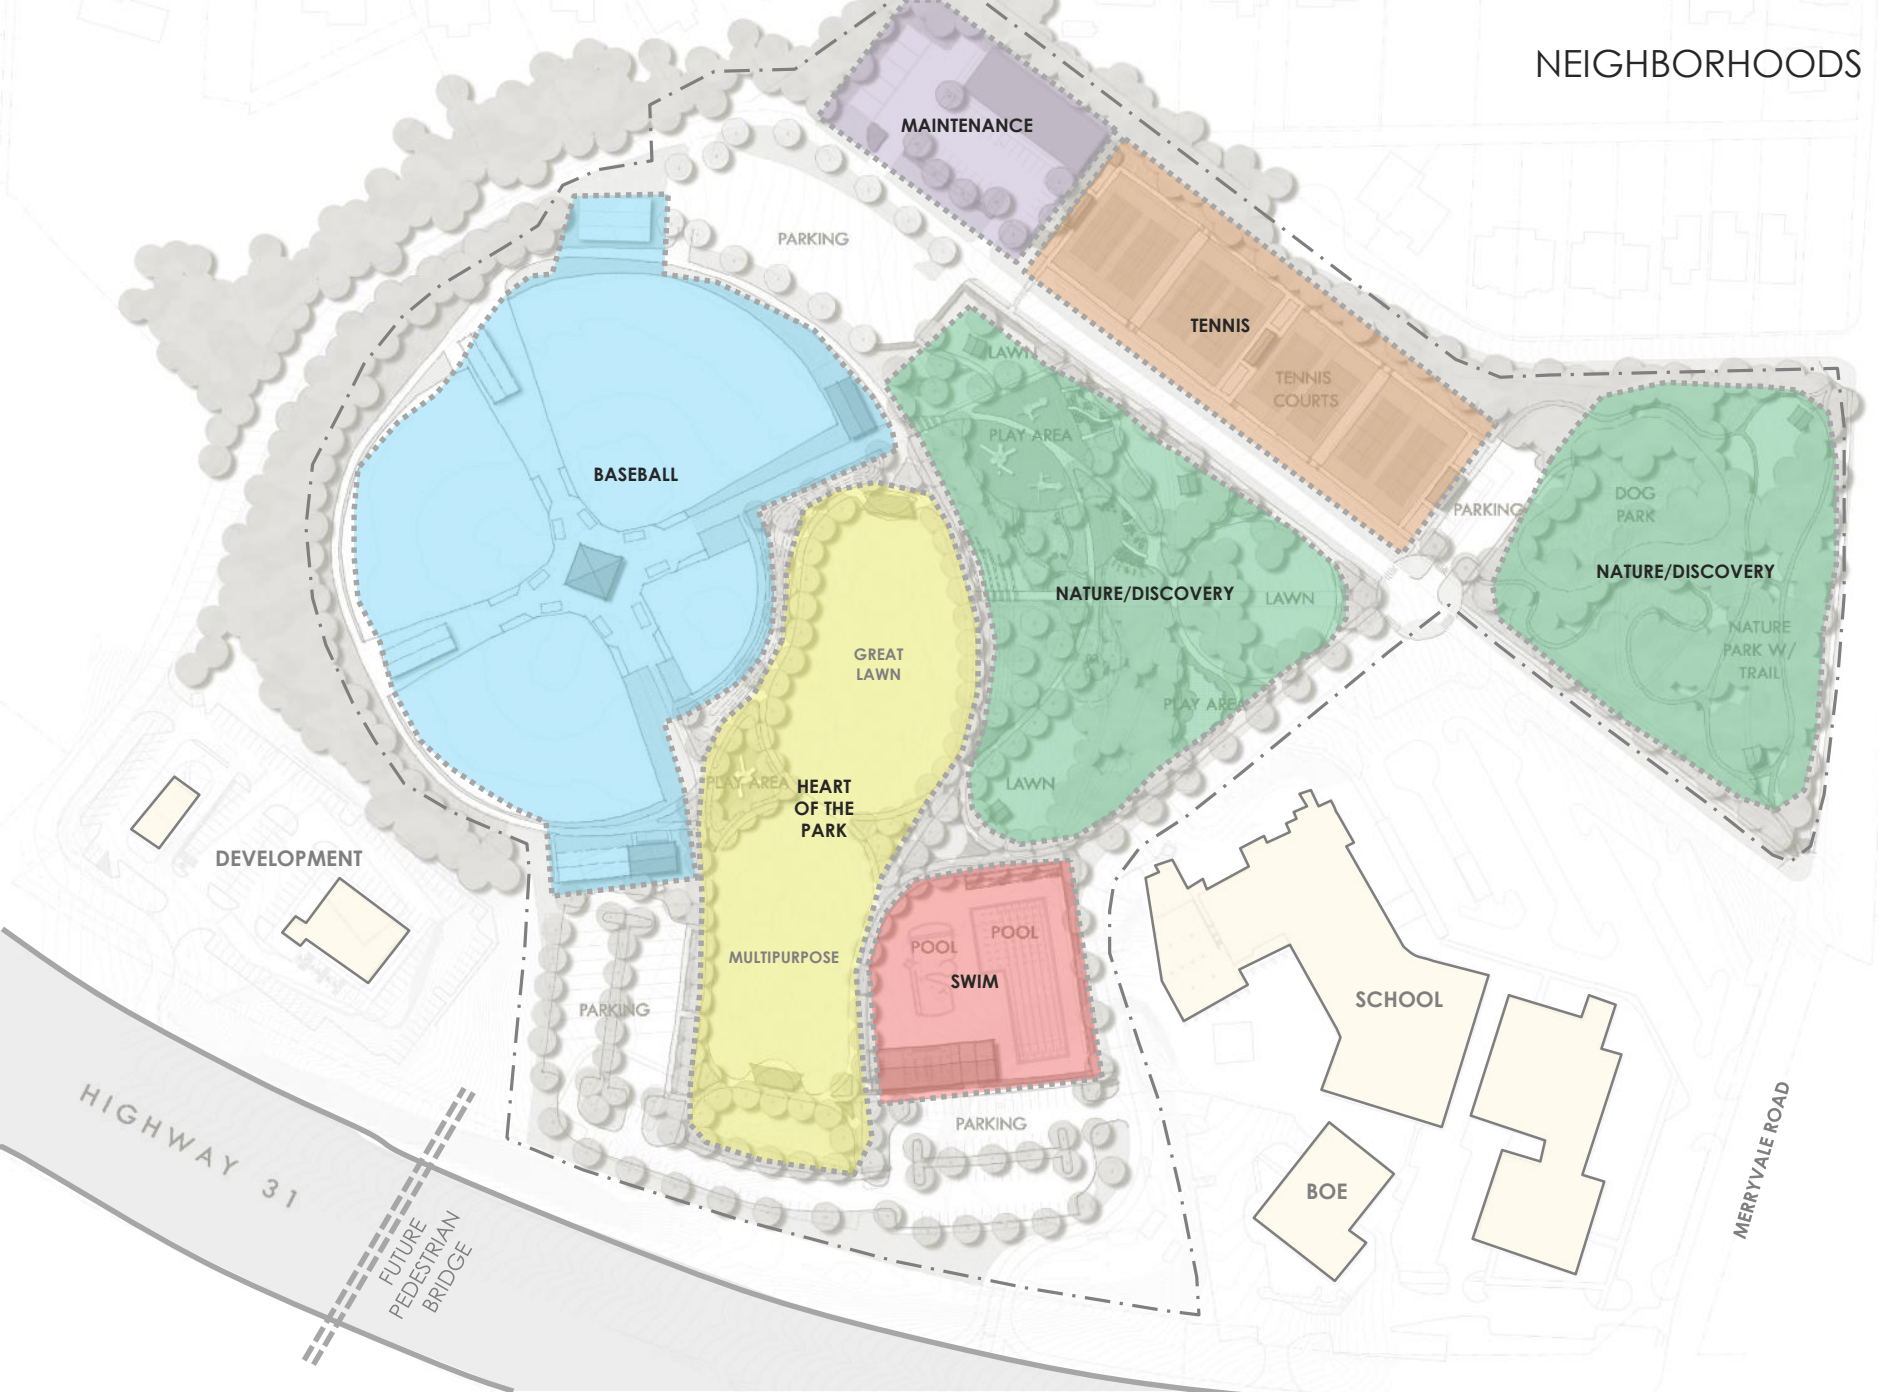 NEIGHBORHOODS
MAINTENANCE
PARKING
TENNIS
LAWN
TENNIS
COURTS
PLAY AREA
BASEBALL
PARKING
DOG
PARK
NATURE/DISCOVERY
NATURE/DISCOVERY
LAWN
NATURE
PARK W/
TRAIL
GREAT
LAWN
PLAY AREA
PLAY AREA
HEART
OF THE
PARK
LAWN
DEVELOPMENT
MULTIPURPOSE
POOL
POOL
SWIM
SCHOOL
PARKING
PARKING
BOE
HIGHWAY 31
FUTURE
PEDESTRIAN
BRIDGE
MERRYVALE ROAD